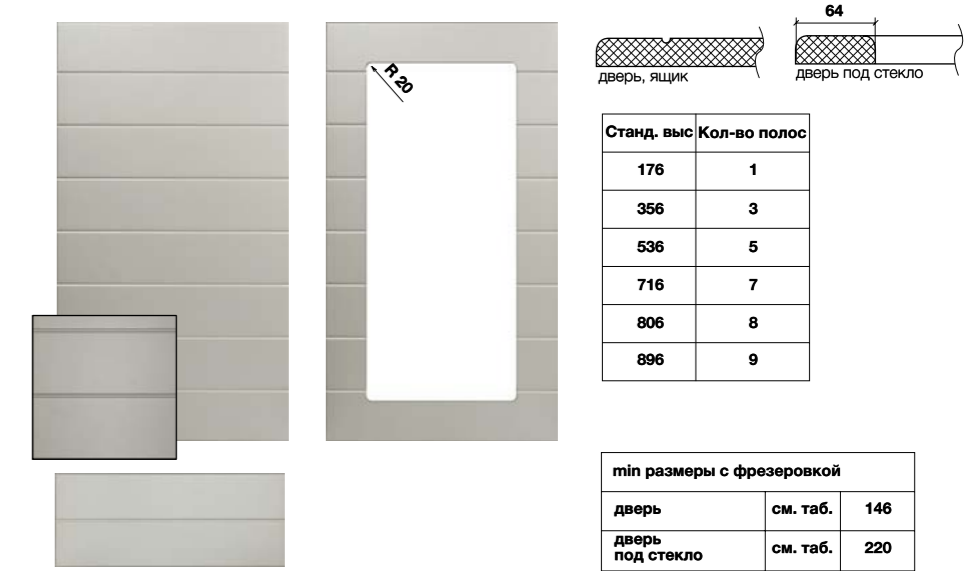 R 20
64
дверь, ящик
дверь под стекло
Станд. выс Кол-во полос
176 1
356 3
536 5
716 7
806 8
896 9
min размеры с фрезеровкой
дверь см. таб. 146
дверь
под стекло см. таб. 220